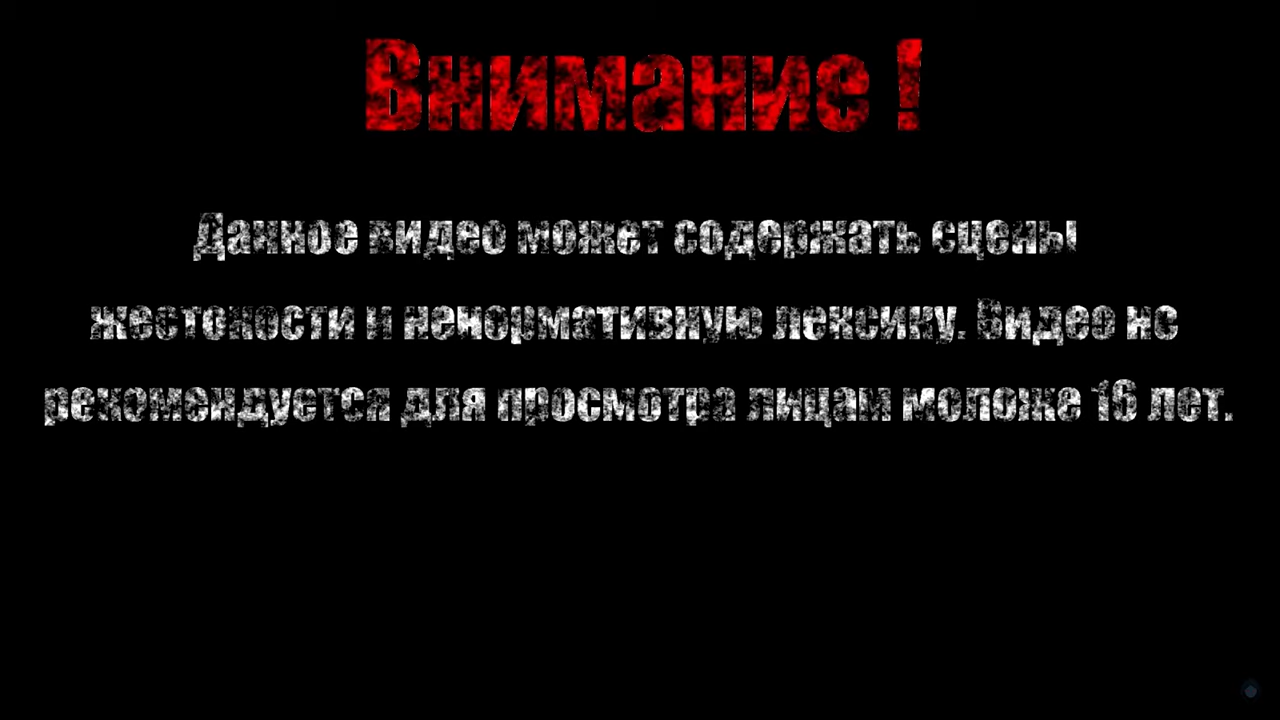 Внимание !
Данное видео может содержать сцены
жестокости и ненормативную лексику. Видео не
рекомендуется для просмотра лицам моложе 16 лет.